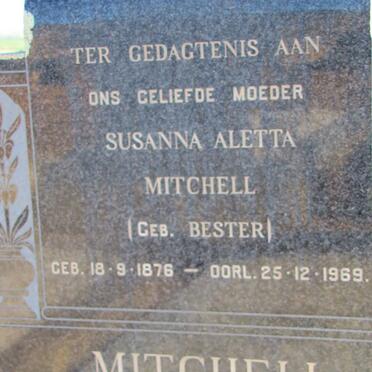 TER GEDAGTENIS AAN
ONS GELIEFDE MOEDER
SUSANNA ALETTA
MITCHELL
(GEB. BESTER)
GEB. 18·9·1876 — OORL. 25·12·1969.
MITCHELL